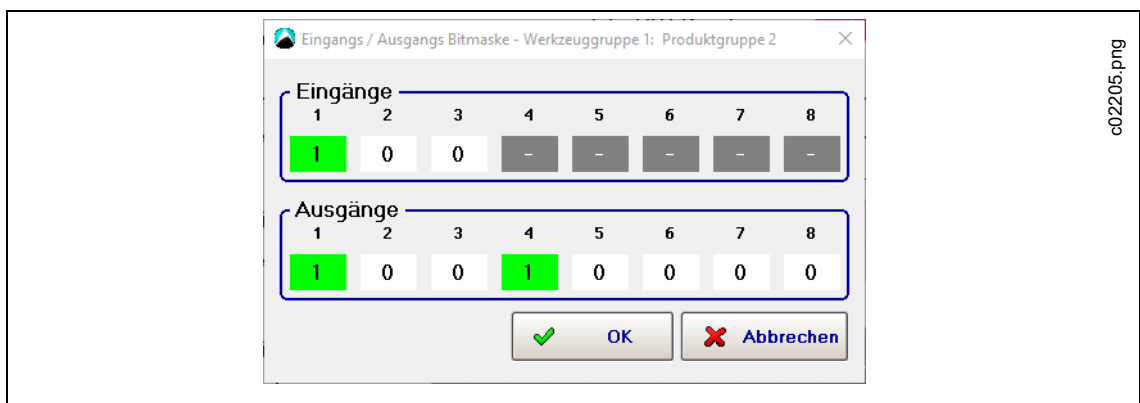 Eingangs / Ausgangs Bitmaske - Werkzeuggruppe 1: Produktgruppe 2
Eingänge
1 2 3 4 5 6 7 8
1 0 0 - - - - -
Ausgänge
1 2 3 4 5 6 7 8
1 0 0 1 0 0 0 0
OK Abbrechen
c02205.png